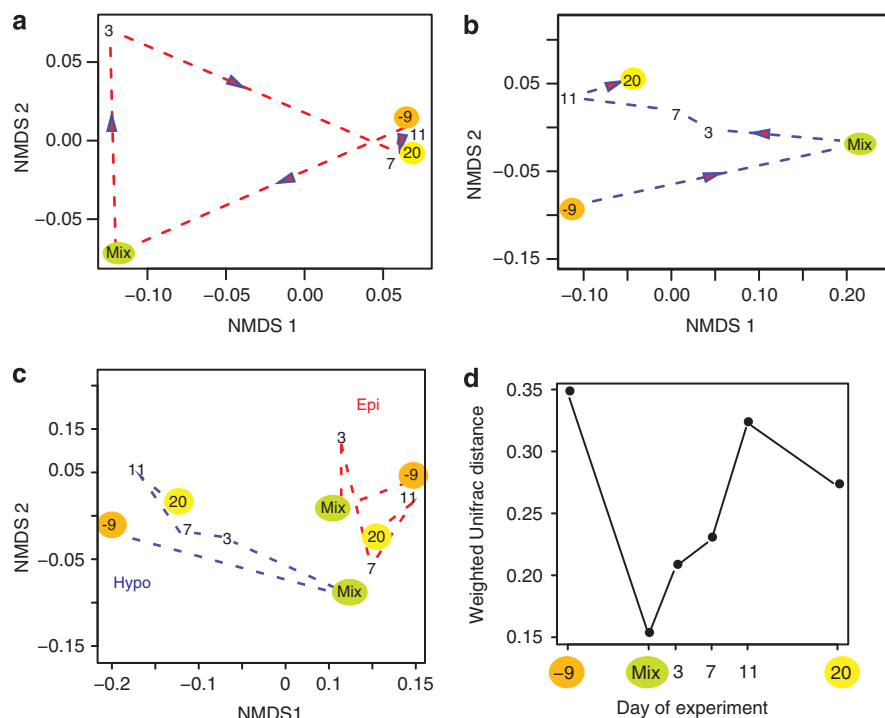 a
NMDS 2
0.05
0.00
−0.05
3
-9
11
20
7
Mix
−0.10 −0.05 0.00 0.05
NMDS 1
b
NMDS 2
0.05
−0.05
−0.15
20
11
7
3
Mix
-9
−0.10 0.00 0.10 0.20
NMDS 1
c
NMDS 2
0.15
0.05
−0.05
−0.15
Epi
3
11
-9
11
20
Mix
-9
7
3
20
7
Hypo
Mix
−0.2 −0.1 0 0.1 0.15
NMDS1
d
Weighted Unifrac distance
0.35
0.30
0.25
0.20
0.15
−9 Mix 3 7 11 20
Day of experiment